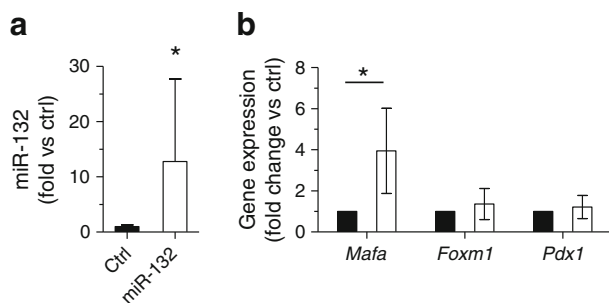 a
miR-132
(fold vs ctrl)
30
20
10
0
*
Ctrl
miR-132
b
Gene expression
(fold change vs ctrl)
8
6
4
2
0
*
Mafa
Foxm1
Pdx1